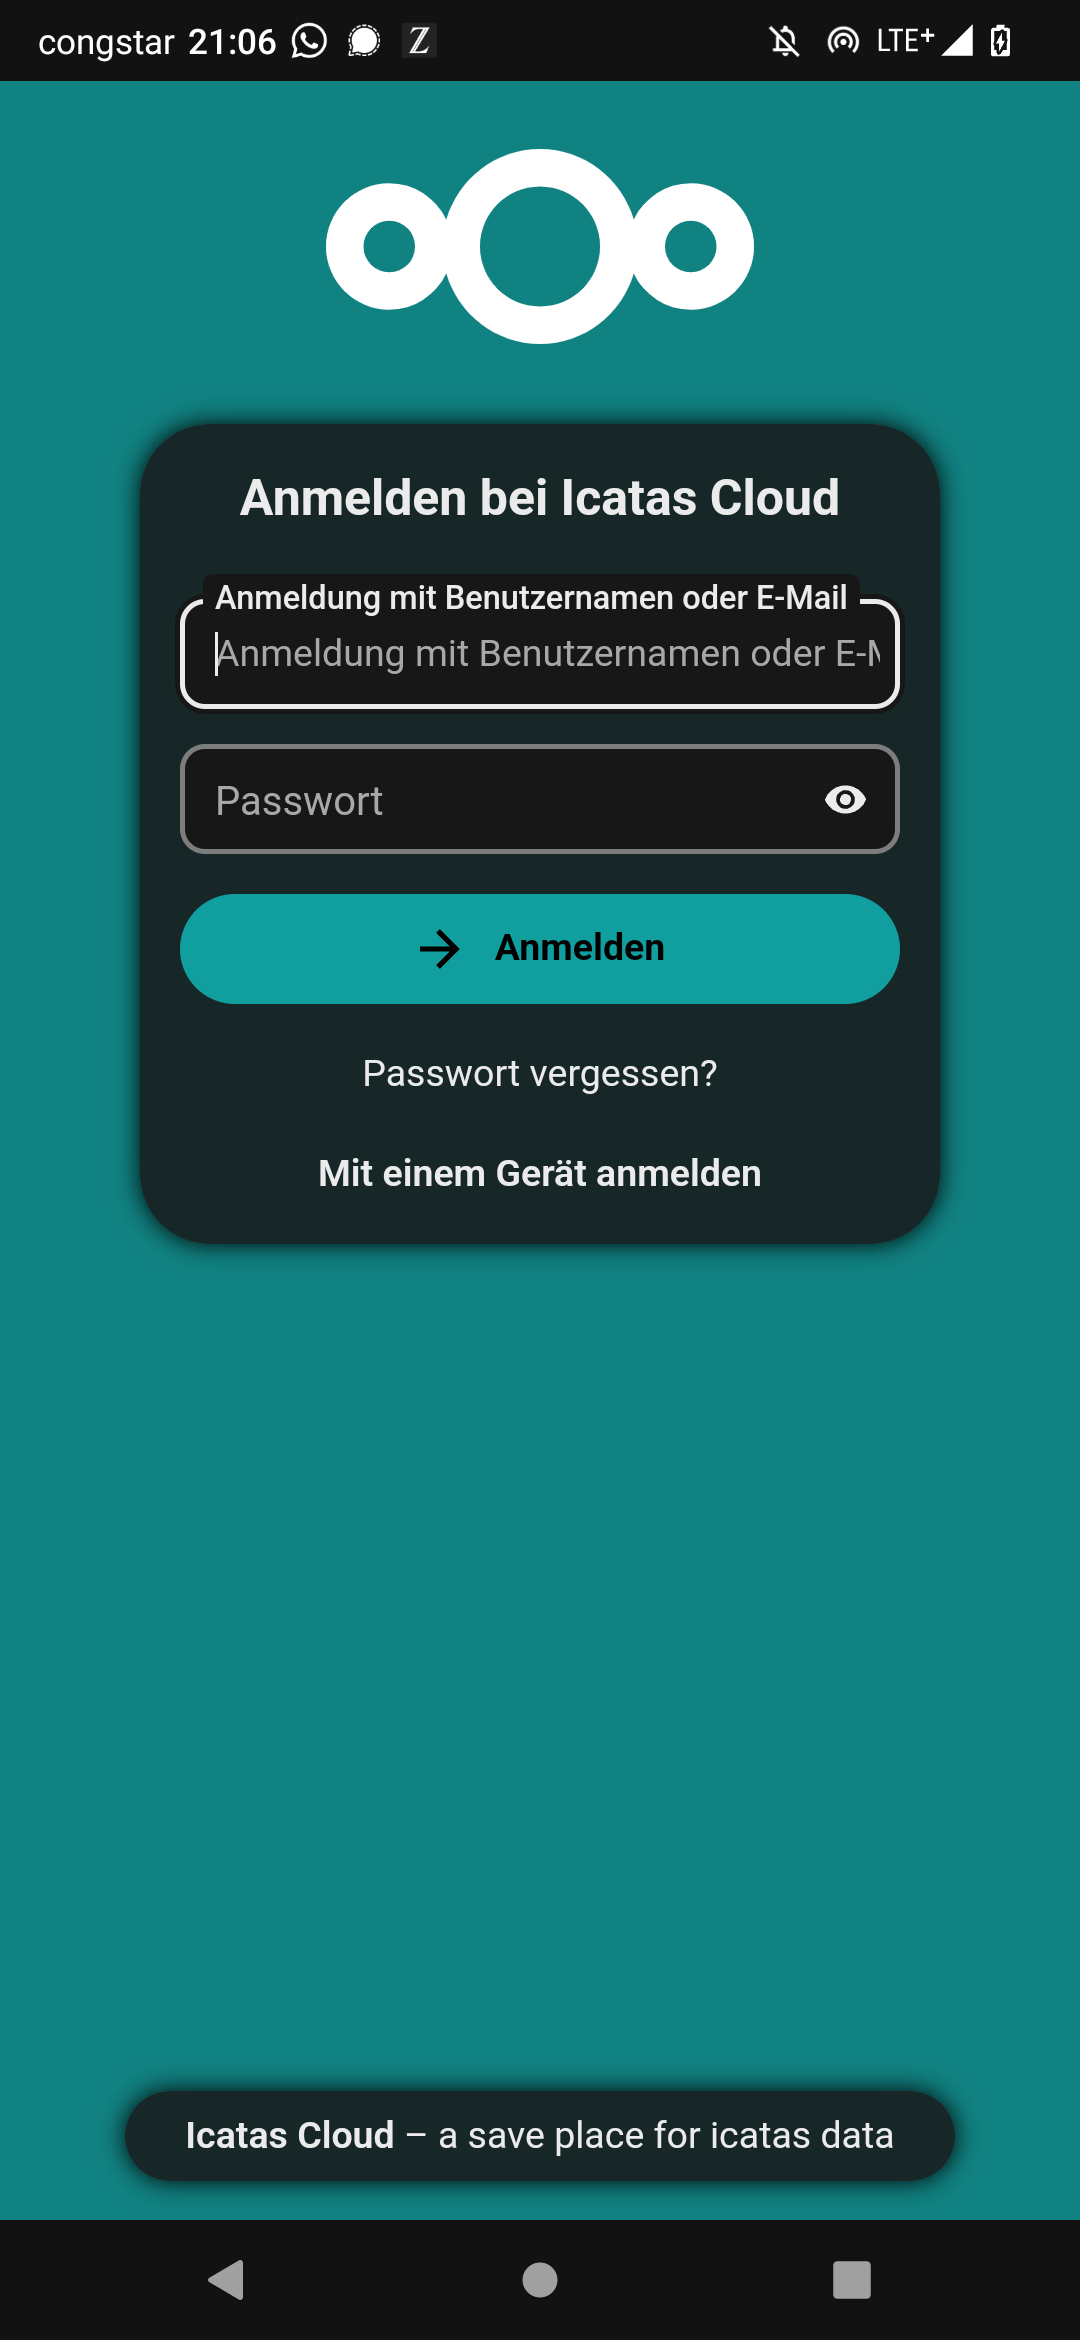 congstar 21:06 Z LTE+
Anmelden bei Icatas Cloud
Anmeldung mit Benutzernamen oder E-Mail
Anmeldung mit Benutzernamen oder E-M
Passwort
Anmelden
Passwort vergessen?
Mit einem Gerät anmelden
Icatas Cloud – a save place for icatas data